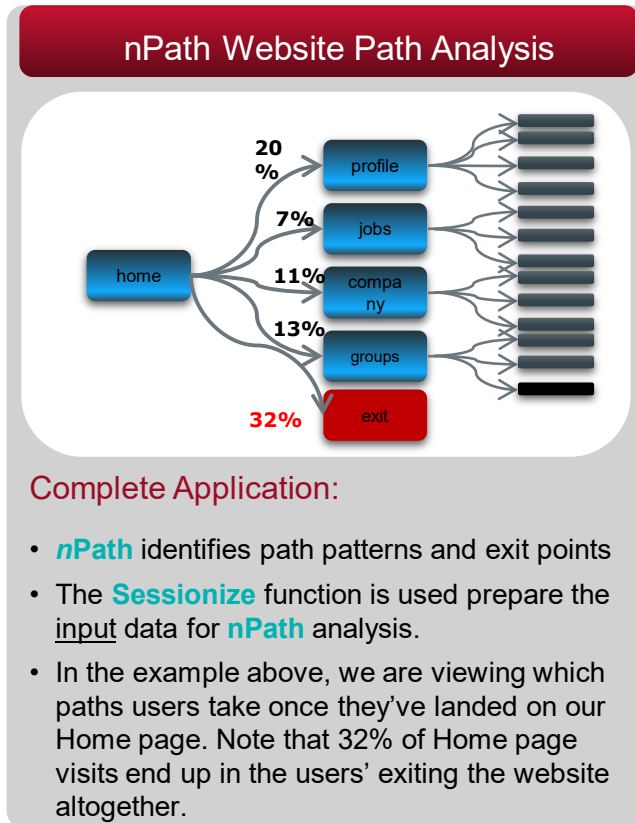 nPath Website Path Analysis
20
%
profile
7%
jobs
home
11%
compa
ny
13%
groups
32%
exit
Complete Application:
• nPath identifies path patterns and exit points
• The Sessionize function is used prepare the
input data for nPath analysis.
• In the example above, we are viewing which
paths users take once they’ve landed on our
Home page. Note that 32% of Home page
visits end up in the users’ exiting the website
altogether.